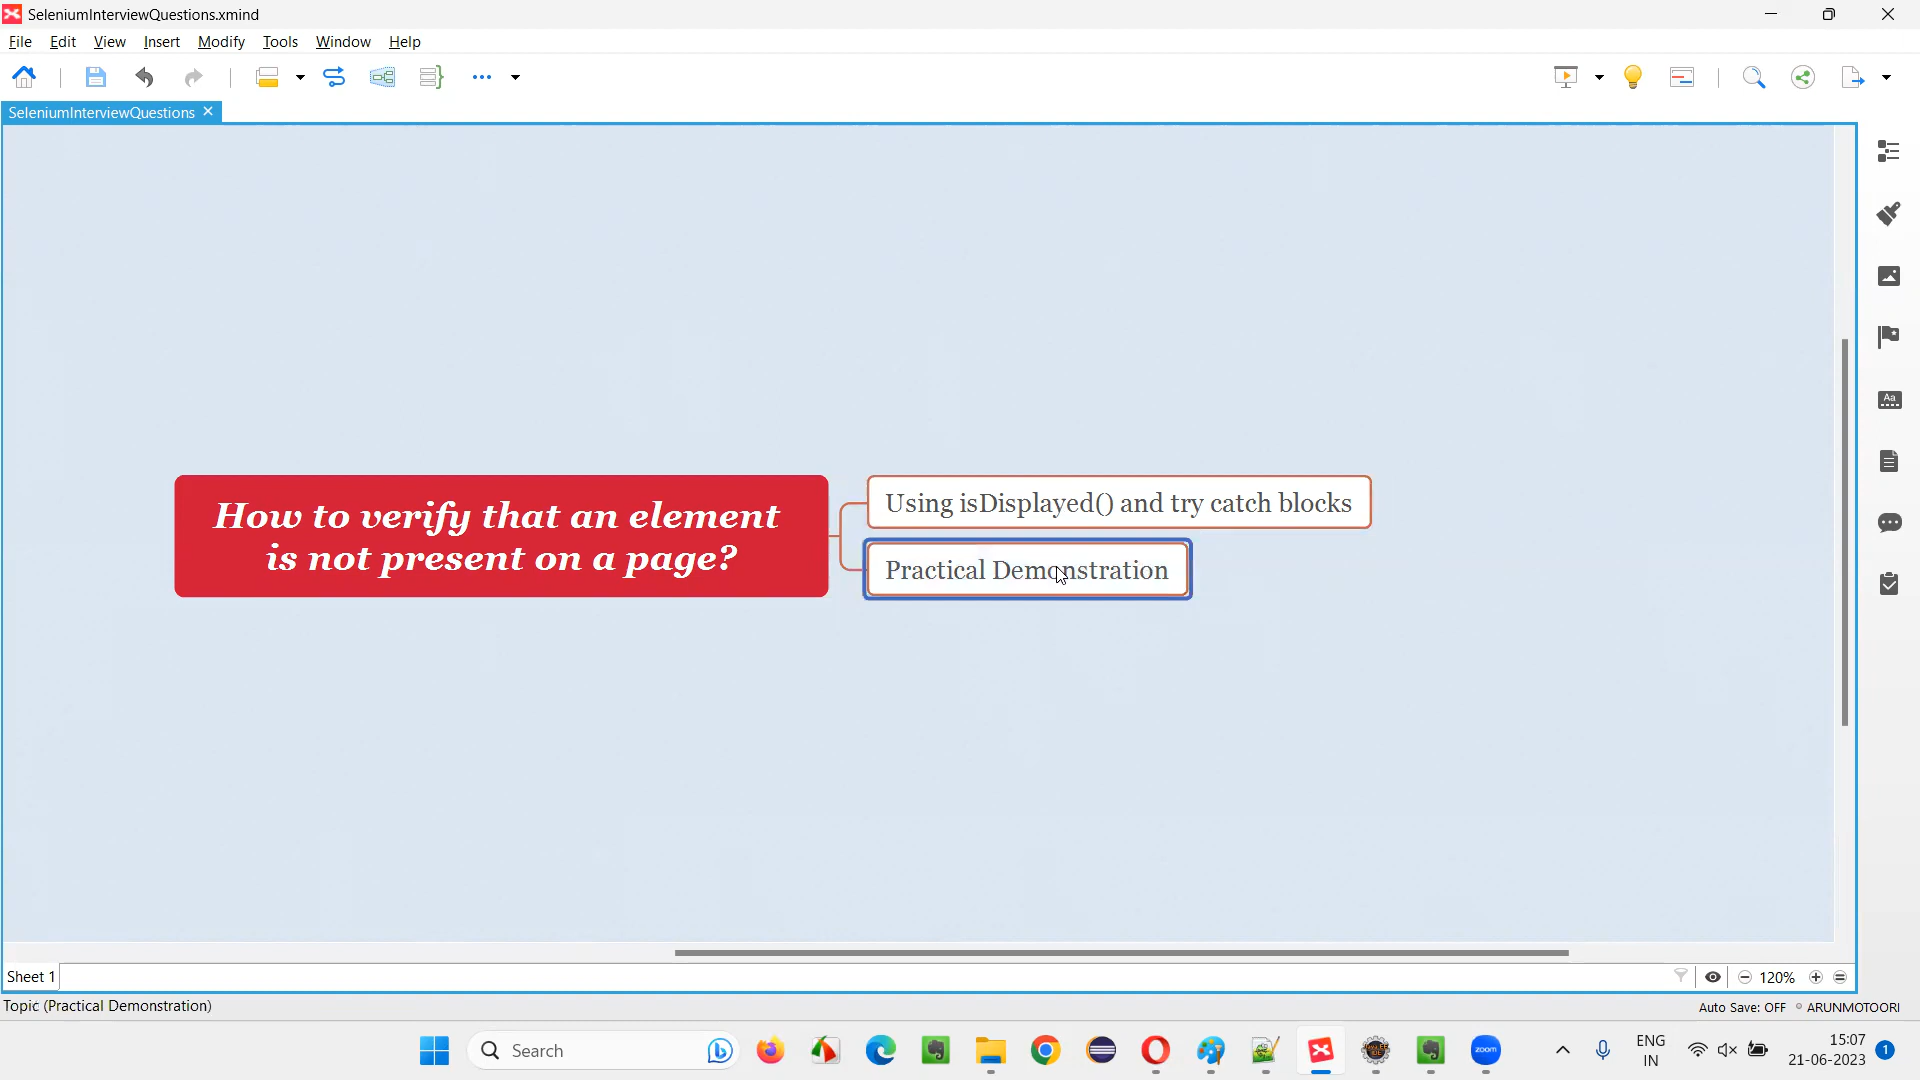 SeleniumInterviewQuestions.xmind
File Edit View Insert Modify Tools Window Help
SeleniumInterviewQuestions
How to verify that an element
is not present on a page?
Using isDisplayed() and try catch blocks
Practical Demonstration
Aa
Sheet 1
120%
Topic (Practical Demonstration)
Auto Save: OFF
ARUNMOTOORI
Search
zoom
ENG
IN
15:07
21-06-2023
1